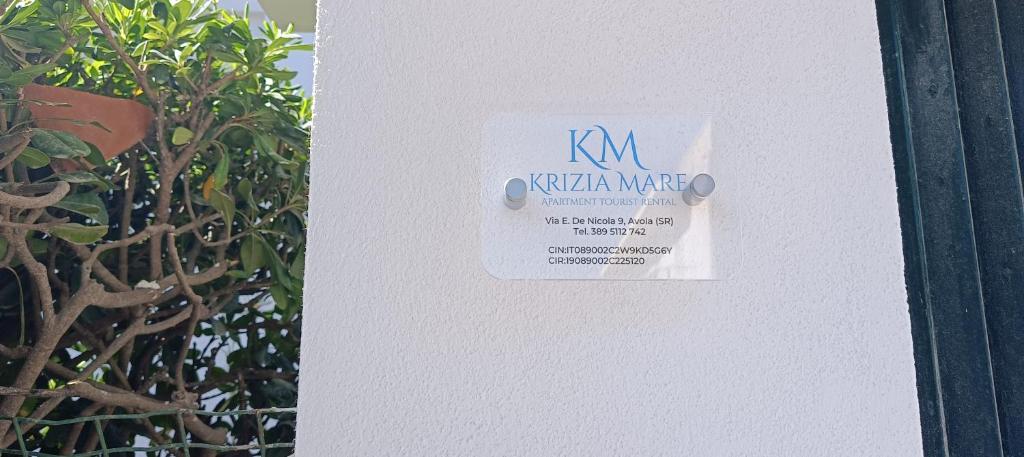 KM
KRIZIA MARE
APARTMENT TOURIST RENTAL
Via E. De Nicola 9, Avola (SR)
Tel. 389 5112 742
CIN:IT089002C2W9KD5G6Y
CIR:19089002C225120